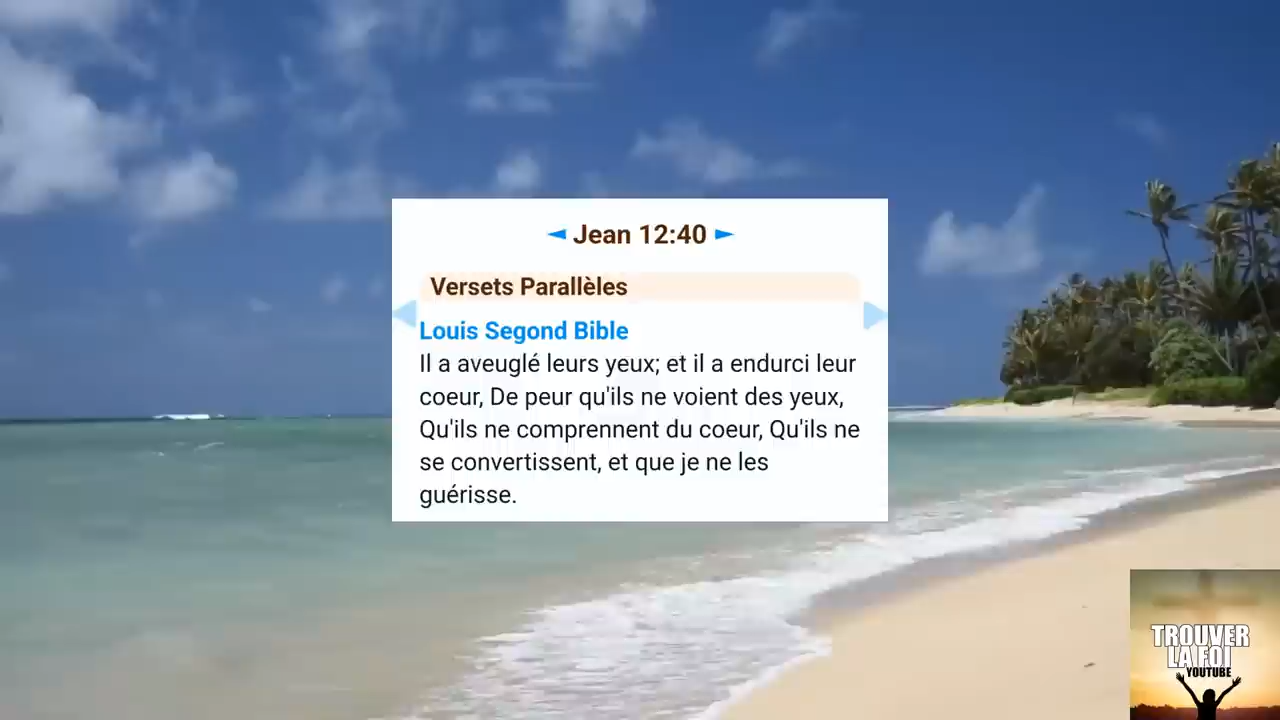 ◄ Jean 12:40 ►
Versets Parallèles
Louis Segond Bible
Il a aveuglé leurs yeux; et il a endurci leur
coeur, De peur qu'ils ne voient des yeux,
Qu'ils ne comprennent du coeur, Qu'ils ne
se convertissent, et que je ne les
guérisse.
TROUVER
LA FOI
YOUTUBE